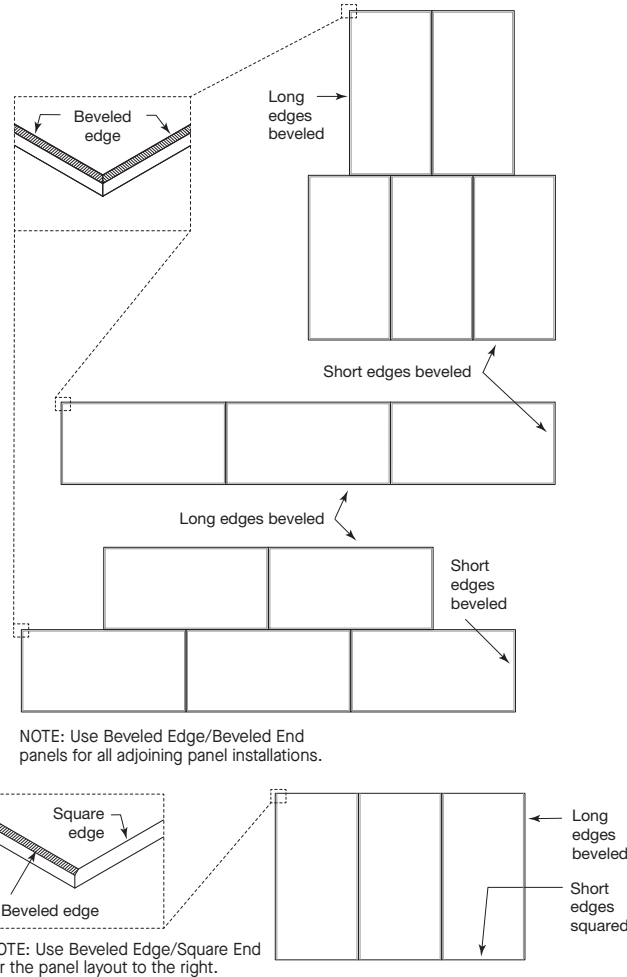 Beveled
edge
Long
edges
beveled
Short edges beveled
Long edges beveled
Short
edges
beveled
NOTE: Use Beveled Edge/Beveled End
panels for all adjoining panel installations.
Square
edge
Beveled edge
OTE: Use Beveled Edge/Square End
r the panel layout to the right.
Long
edges
beveled
Short
edges
squared